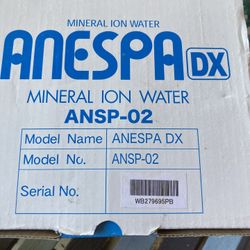 MINERAL ION WATER
ANESPA DX
MINERAL ION WATER
ANSP-02
Model Name ANESPA DX
Model No. ANSP-02
Serial No.
WB279695PB